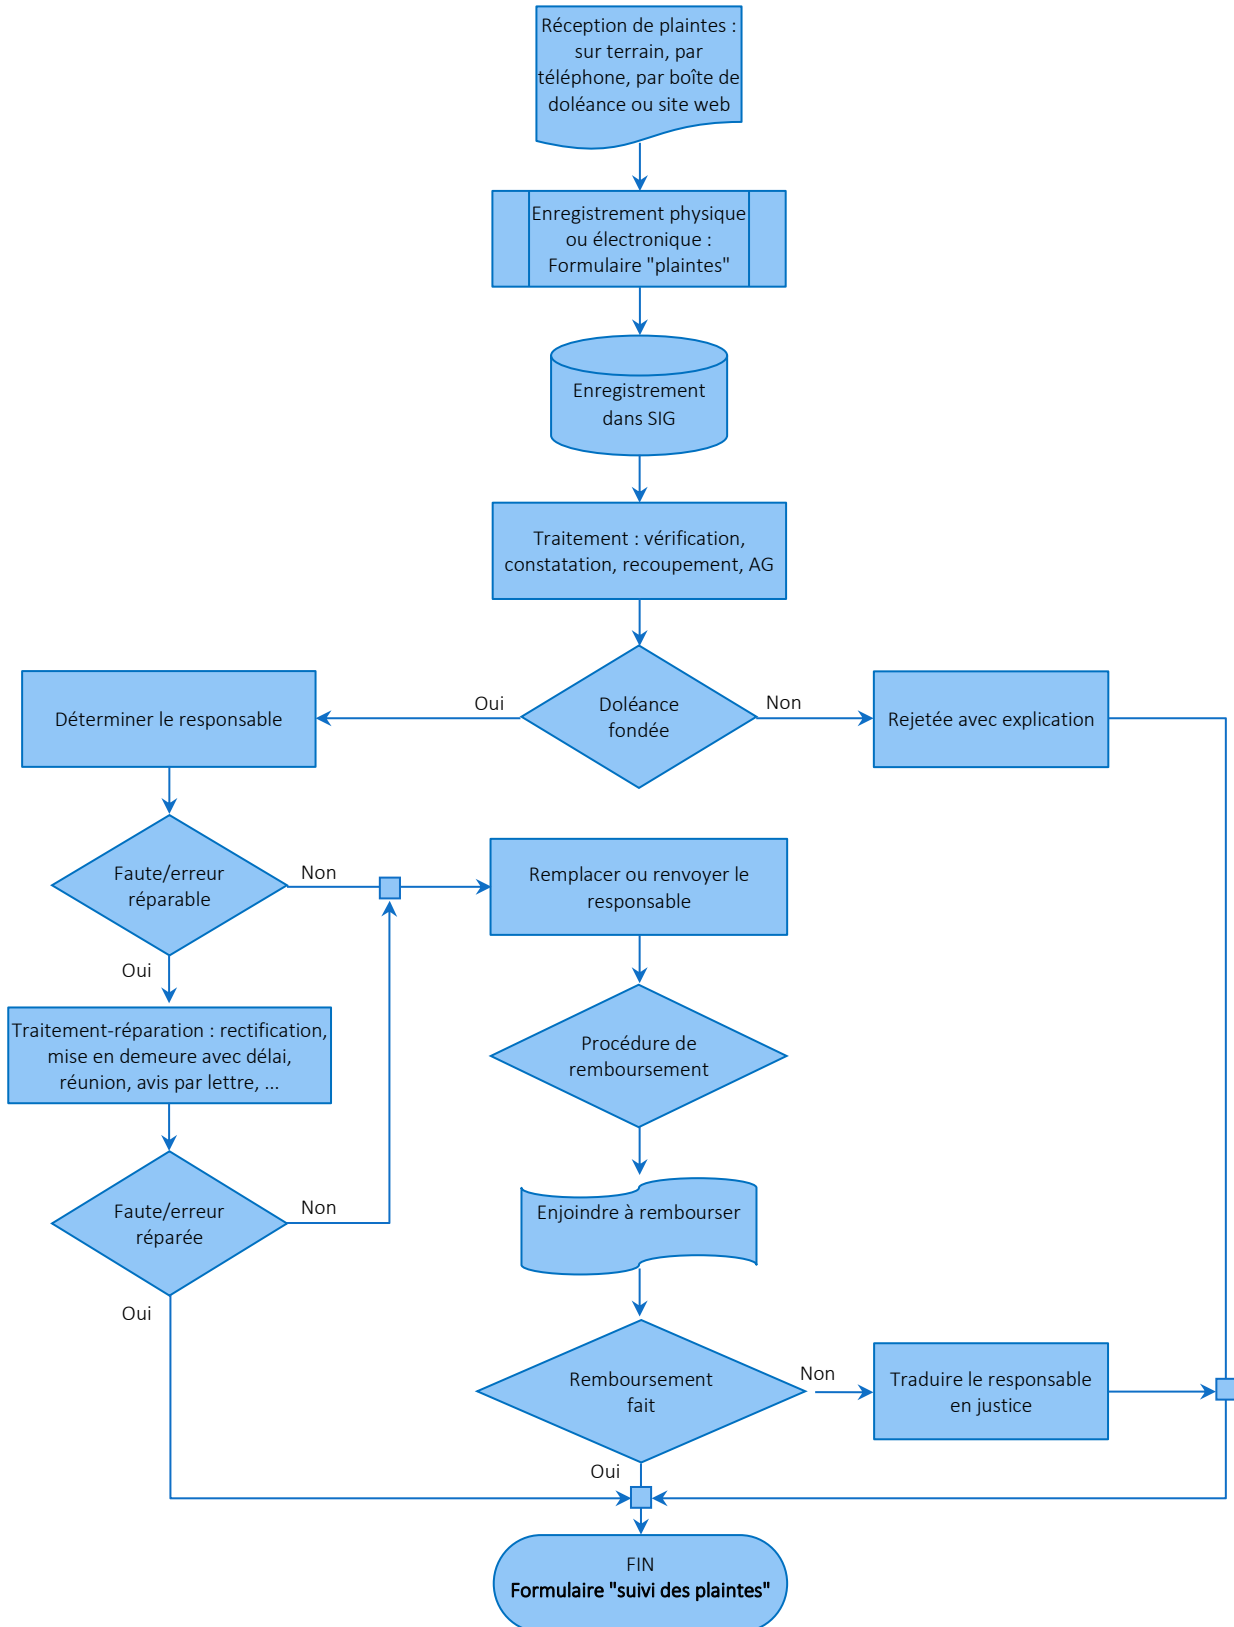 Réception de plaintes :
sur terrain, par
téléphone, par boîte de
doléance ou site web
Enregistrement physique
ou électronique :
Formulaire "plaintes"
Enregistrement
dans SIG
Traitement : vérification,
constatation, recoupement, AG
Déterminer le responsable
Oui
Doléance
fondée
Non
Rejetée avec explication
Faute/erreur
réparable
Non
Remplacer ou renvoyer le
responsable
Oui
Traitement-réparation : rectification,
mise en demeure avec délai,
réunion, avis par lettre, ...
Procédure de
remboursement
Faute/erreur
réparée
Non
Enjoindre à rembourser
Oui
Remboursement
fait
Non
Traduire le responsable
en justice
Oui
FIN
Formulaire "suivi des plaintes"